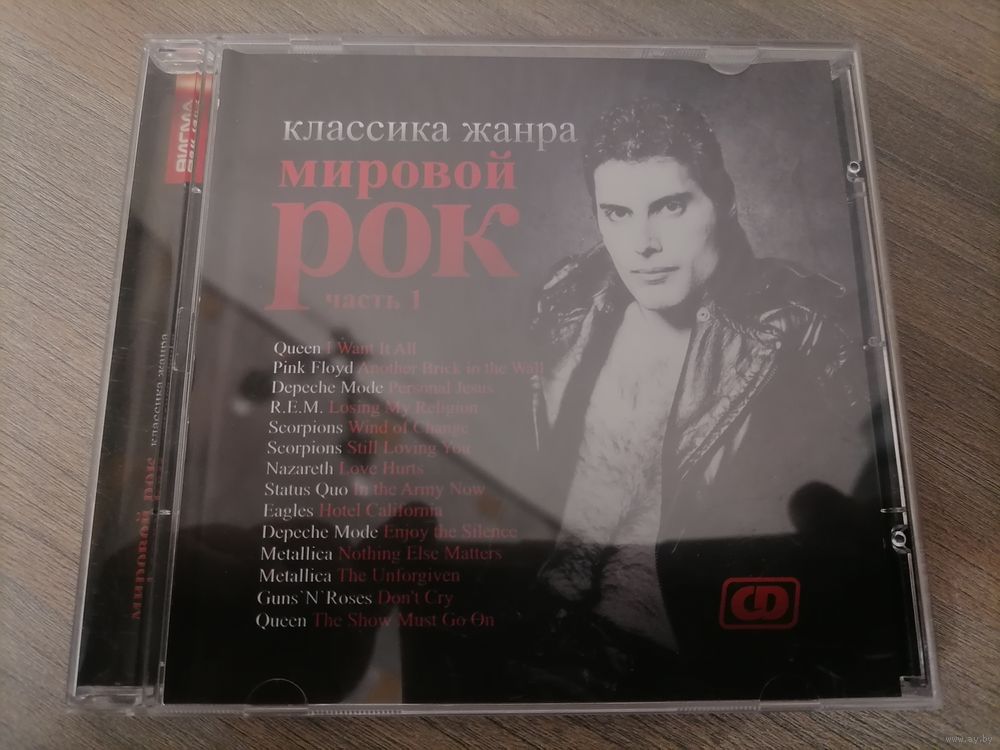 классика жанра
мировой
рок
часть 1
Queen I Want It All
Pink Floyd Another Brick in the Wall
Depeche Mode Personal Jesus
R.E.M. Losing My Religion
Scorpions Wind of Change
Scorpions Still Loving You
Nazareth Love Hurts
Status Quo In the Army Now
Eagles Hotel California
Depeche Mode Enjoy the Silence
Metallica Nothing Else Matters
Metallica The Unforgiven
Guns`N`Roses Don't Cry
Queen The Show Must Go On
CD
мировой рок классика жанра
www.ay.by